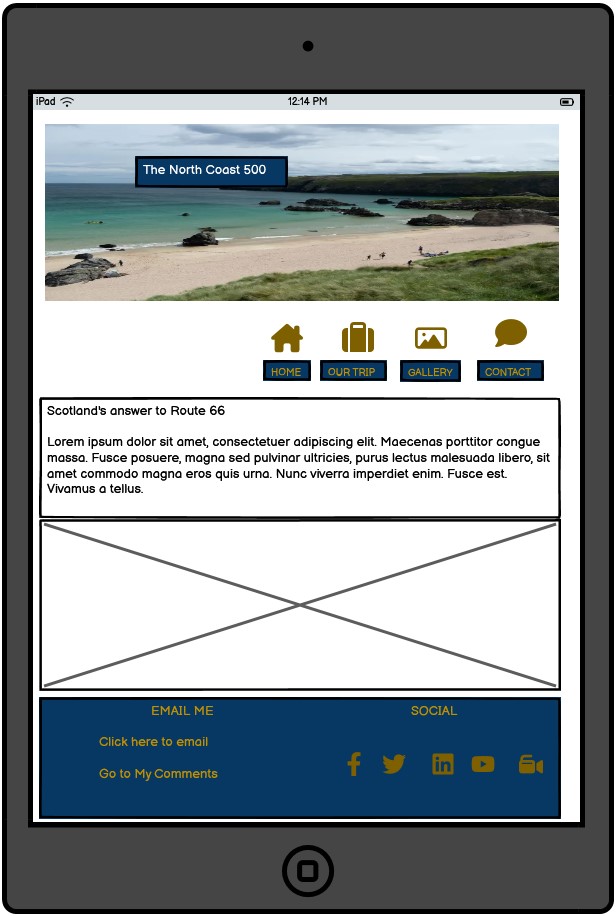 iPad 12:14 PM
The North Coast 500
HOME OUR TRIP GALLERY CONTACT
Scotland's answer to Route 66
Lorem ipsum dolor sit amet, consectetuer adipiscing elit. Maecenas porttitor congue
massa. Fusce posuere, magna sed pulvinar ultricies, purus lectus malesuada libero, sit
amet commodo magna eros quis urna. Nunc viverra imperdiet enim. Fusce est.
Vivamus a tellus.
EMAIL ME SOCIAL
Click here to email
Go to My Comments